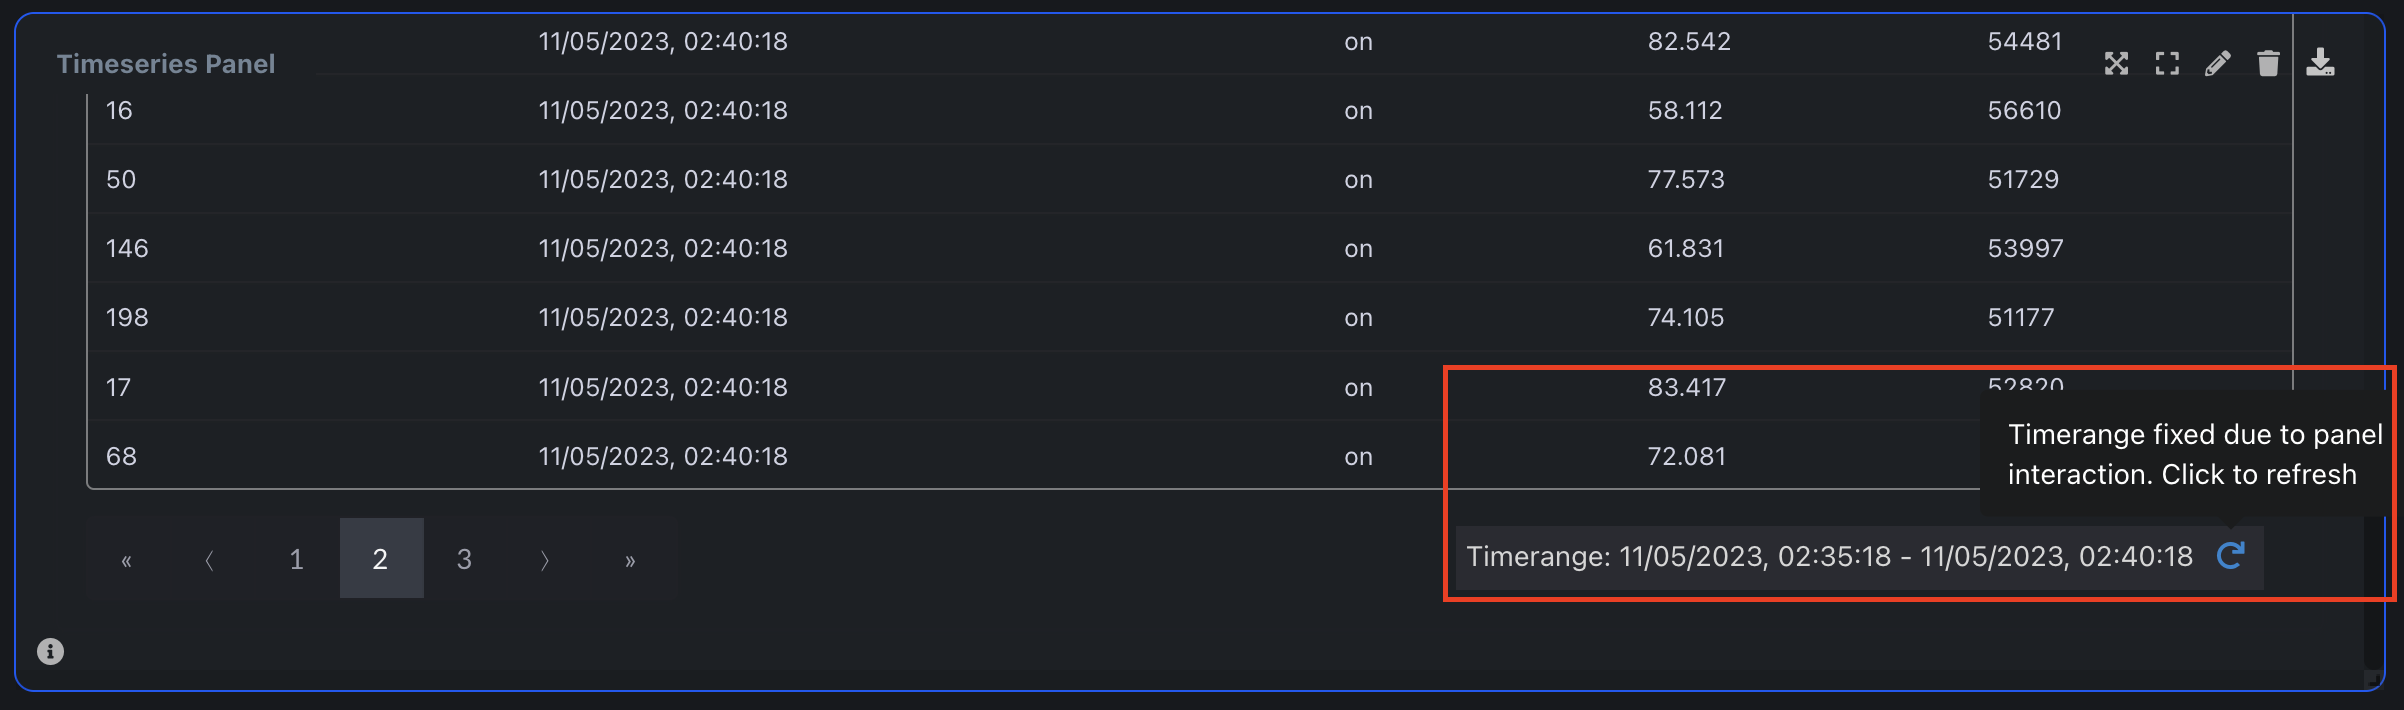 11/05/2023, 02:40:18 on 82.542 54481
Timeseries Panel
16 11/05/2023, 02:40:18 on 58.112 56610
50 11/05/2023, 02:40:18 on 77.573 51729
146 11/05/2023, 02:40:18 on 61.831 53997
198 11/05/2023, 02:40:18 on 74.105 51177
17 11/05/2023, 02:40:18 on 83.417 52820
68 11/05/2023, 02:40:18 on 72.081
Timerange fixed due to panel
interaction. Click to refresh
« 〈 1 2 3 〉 »
Timerange: 11/05/2023, 02:35:18 - 11/05/2023, 02:40:18